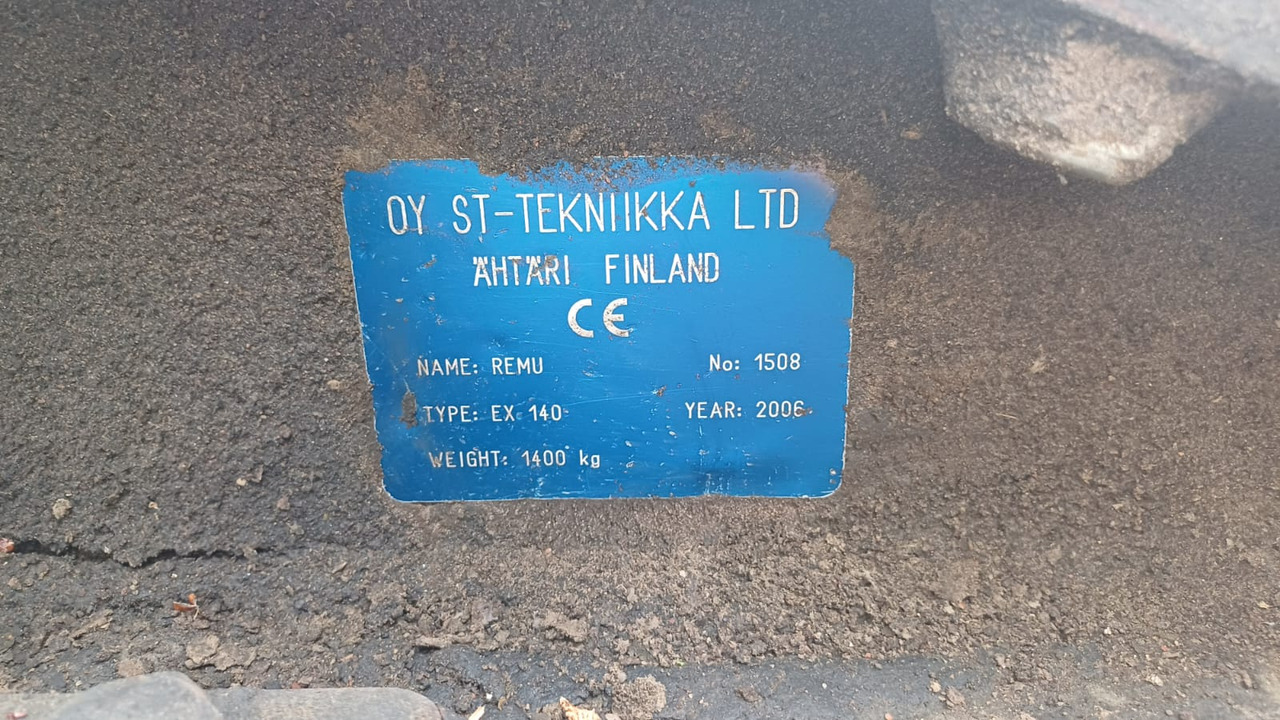 OY ST-TEKNIIKKA LTD
ÄHTÄRI FINLAND
CE
NAME: REMU No: 1508
TYPE: EX 140 YEAR: 2006
WEIGHT: 1400 kg